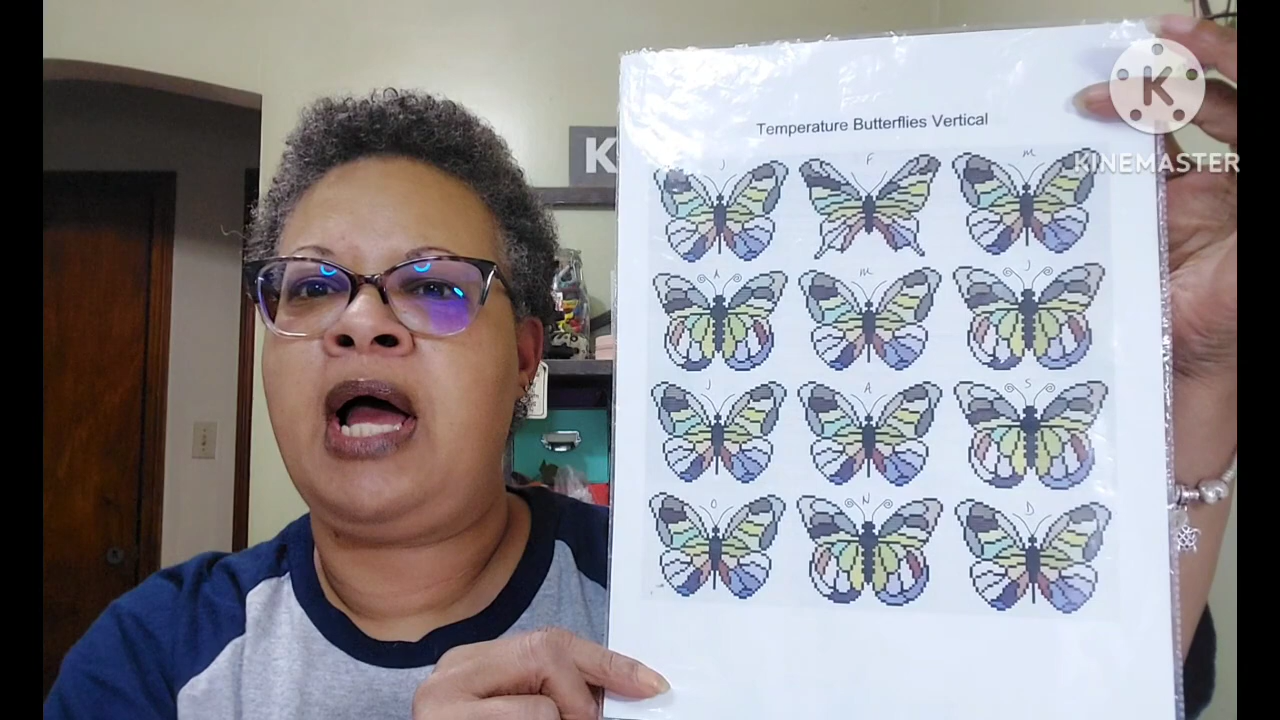 K
KINEMASTER
K
Temperature Butterflies Vertical
J F M
A M J
J A S
O N D